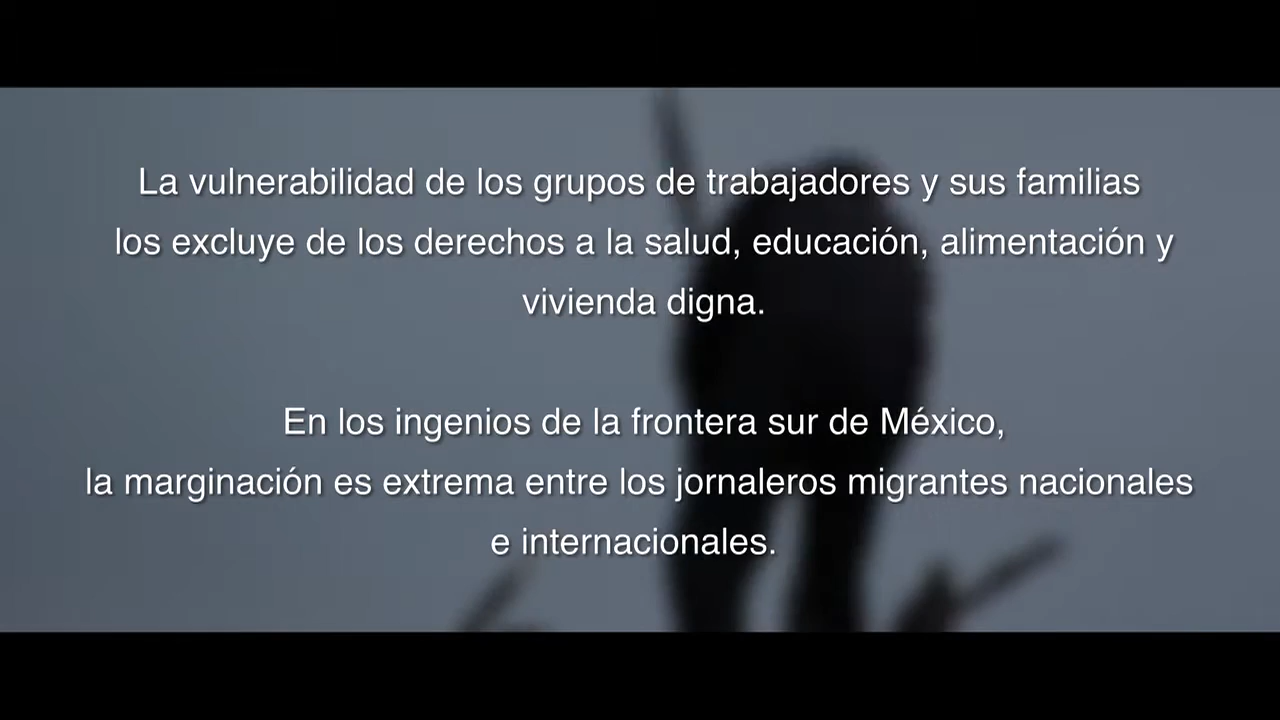 La vulnerabilidad de los grupos de trabajadores y sus familias
los excluye de los derechos a la salud, educación, alimentación y
vivienda digna.
En los ingenios de la frontera sur de México,
la marginación es extrema entre los jornaleros migrantes nacionales
e internacionales.